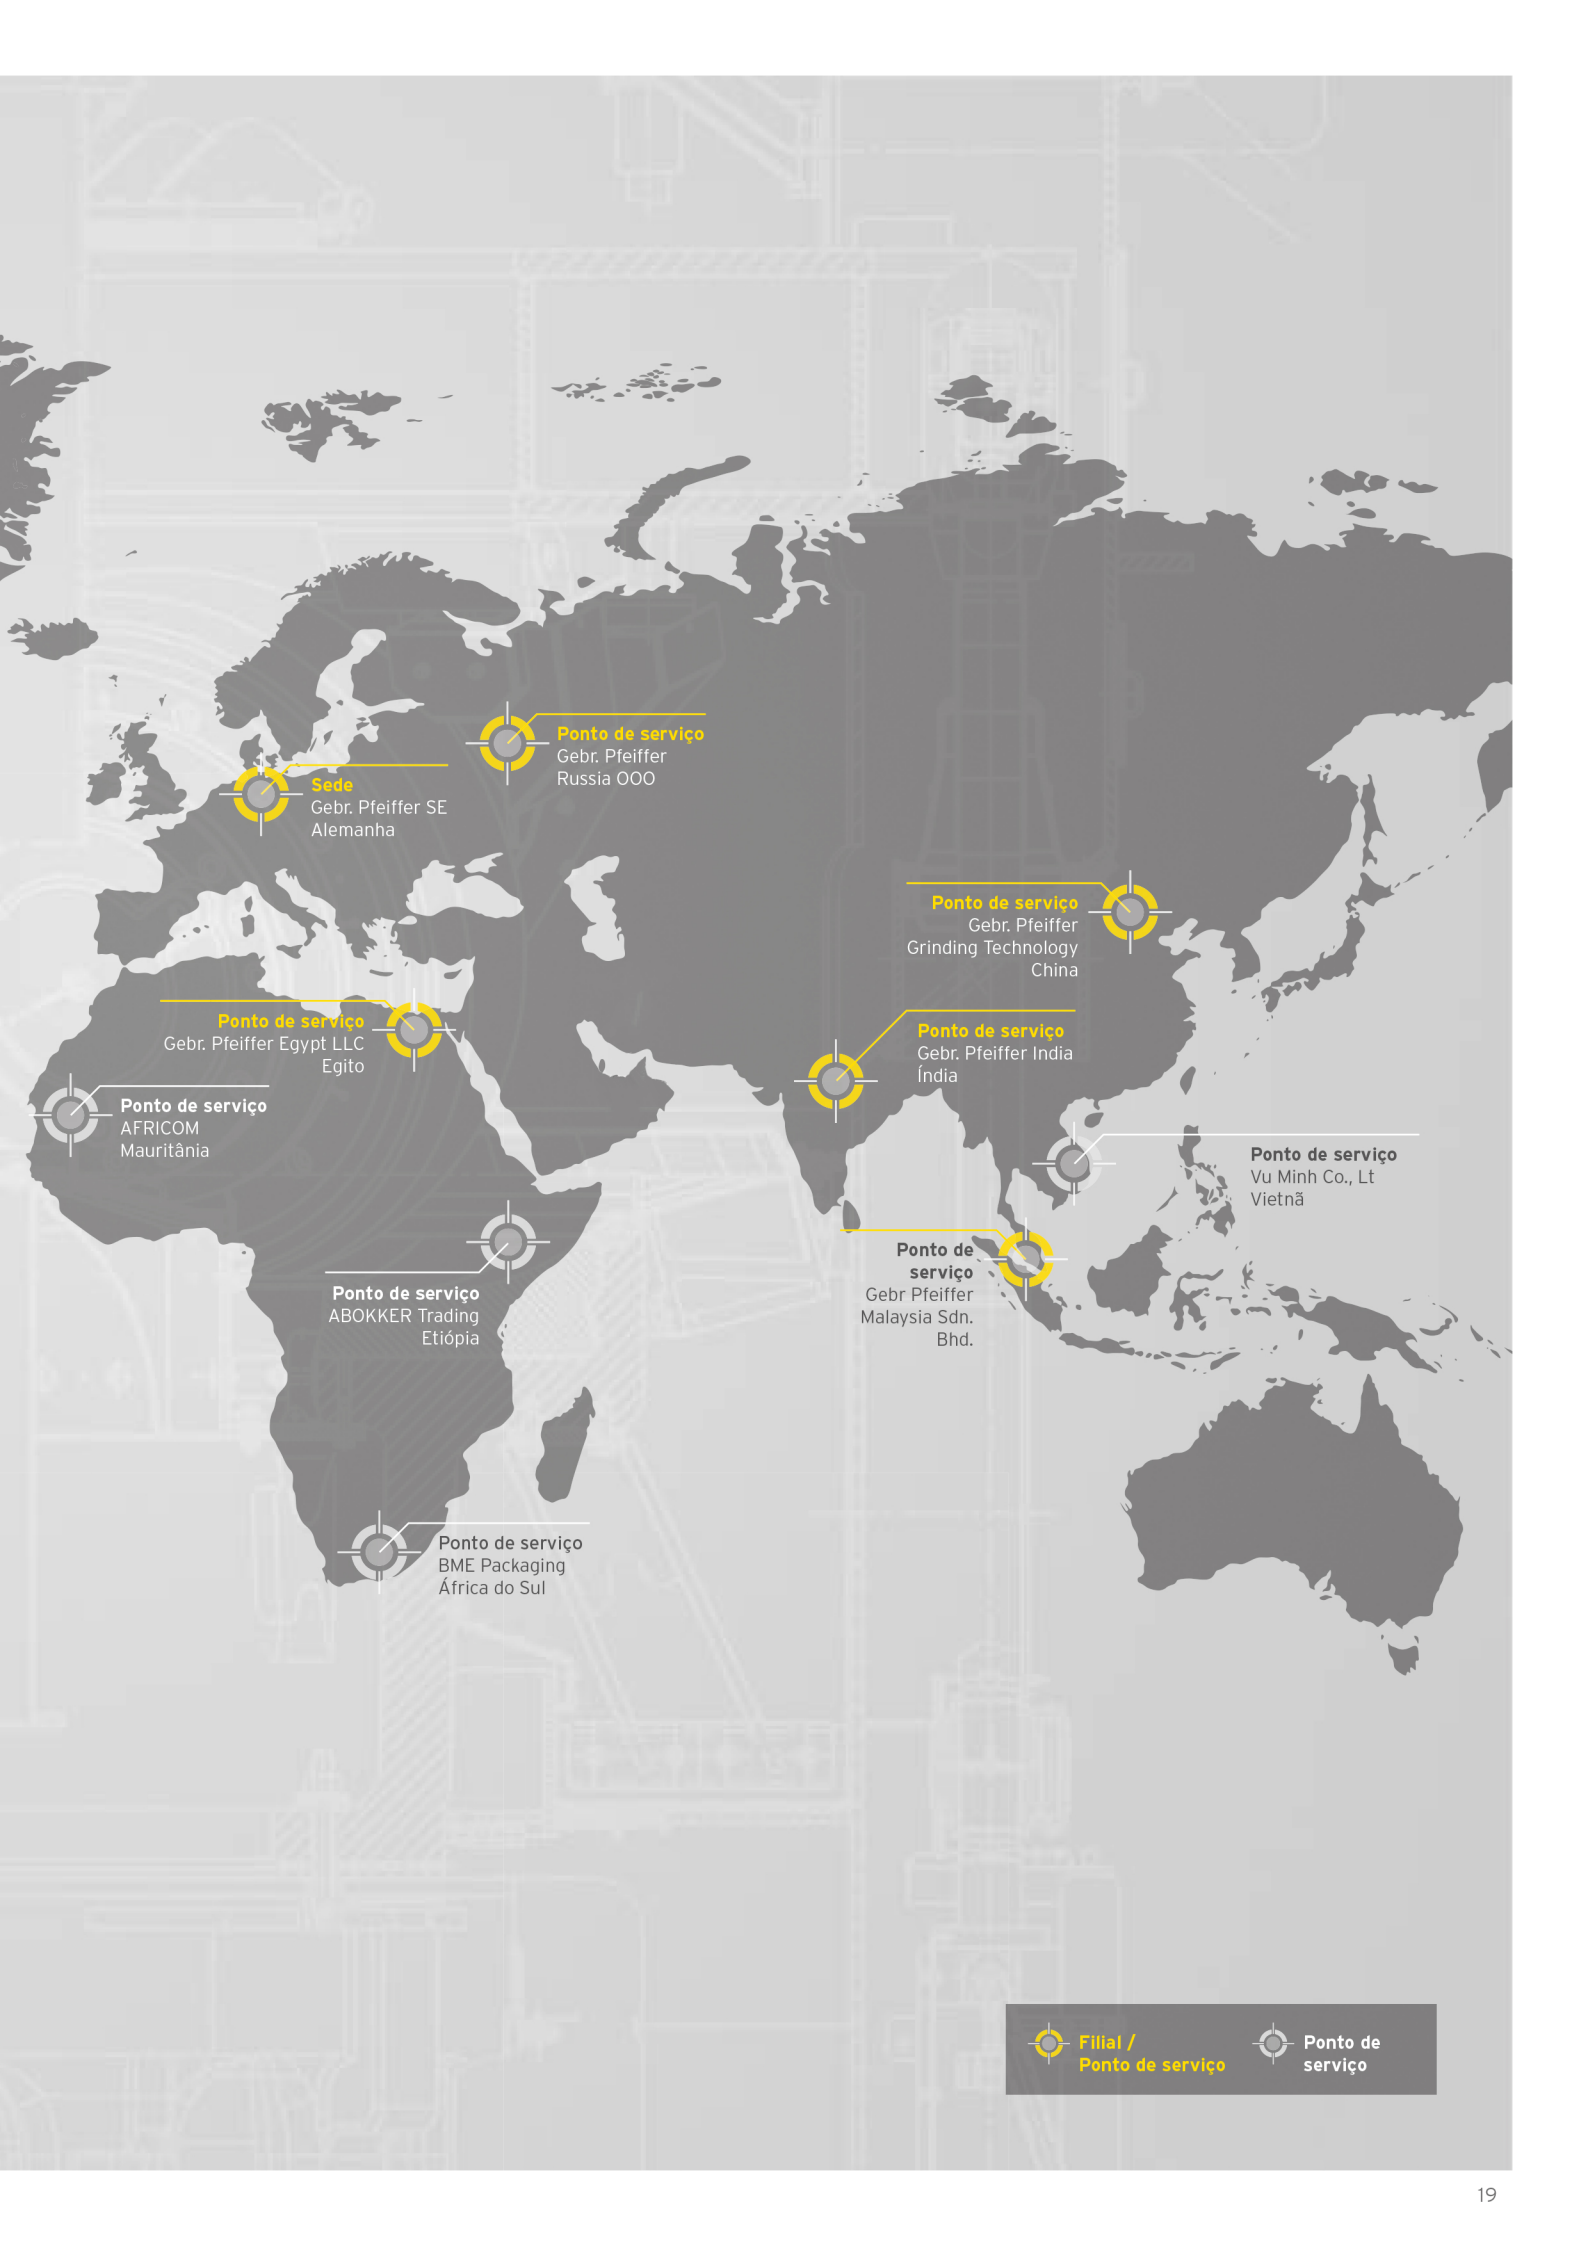 Ponto de serviço
Gebr. Pfeiffer
Russia OOO
Sede
Gebr. Pfeiffer SE
Alemanha
Ponto de serviço
Gebr. Pfeiffer
Grinding Technology
China
Ponto de serviço
Gebr. Pfeiffer Egypt LLC
Egito
Ponto de serviço
Gebr. Pfeiffer India
Índia
Ponto de serviço
AFRICOM
Mauritânia
Ponto de serviço
Vu Minh Co., Lt
Vietnã
Ponto de
serviço
Gebr Pfeiffer
Malaysia Sdn.
Bhd.
Ponto de serviço
ABOKKER Trading
Etiópia
Ponto de serviço
BME Packaging
África do Sul
Filial /
Ponto de serviço
Ponto de
serviço
19